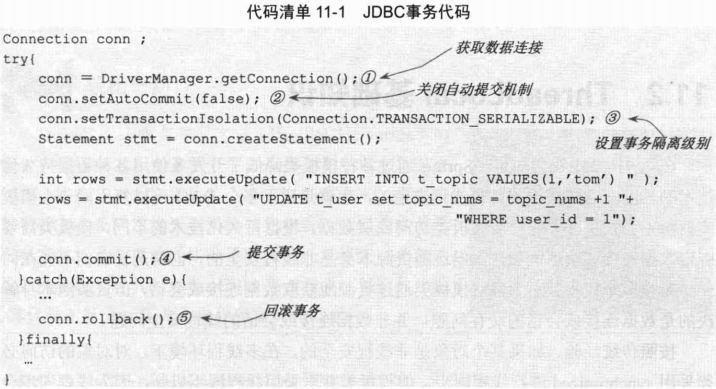 代码清单 11-1 JDBC事务代码
Connection conn ;
try{
获取数据连接
conn = DriverManager.getConnection();①
关闭自动提交机制
conn.setAutoCommit(false); ②
conn.setTransactionIsolation(Connection.TRANSACTION_SERIALIZABLE); ③
Statement stmt = conn.createStatement();
设置事务隔离级别
int rows = stmt.executeUpdate( "INSERT INTO t_topic VALUES(1,'tom') " );
rows = stmt.executeUpdate( "UPDATE t_user set topic_nums = topic_nums +1 "+
"WHERE user_id = 1");
conn.commit();④ 提交事务
}catch(Exception e){
…
conn.rollback();⑤ 回滚事务
}finally{
…
}